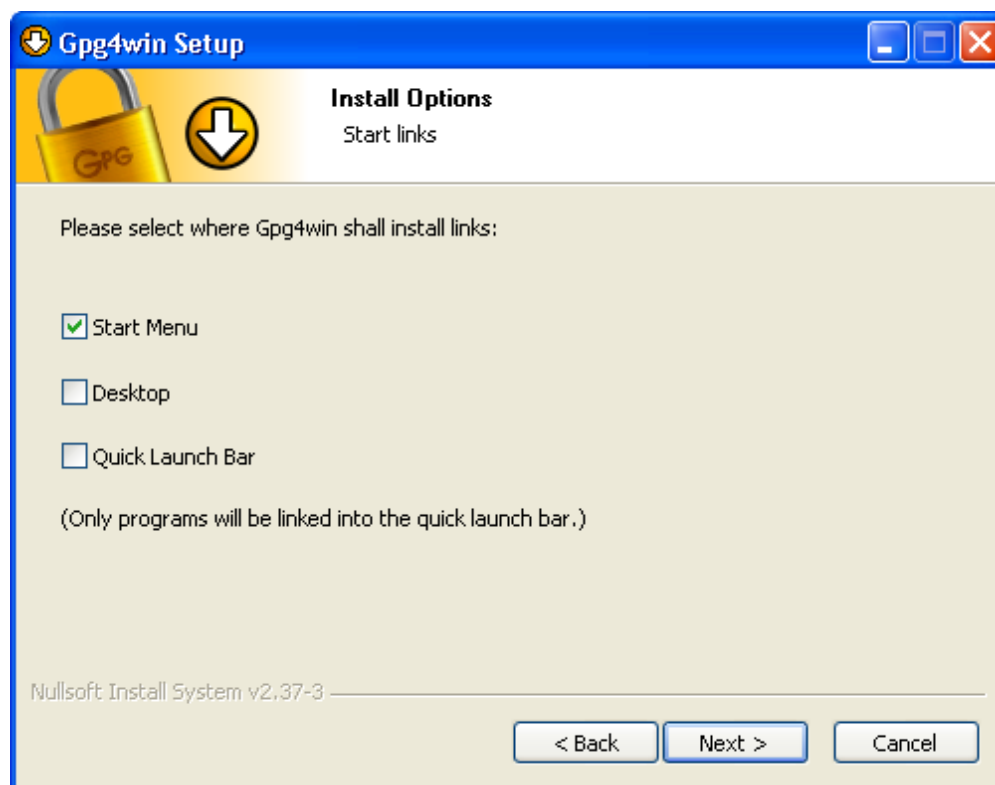 Gpg4win Setup
Install Options
Start links
GPG
Please select where Gpg4win shall install links:
Start Menu
Desktop
Quick Launch Bar
(Only programs will be linked into the quick launch bar.)
Nullsoft Install System v2.37-3
< Back Next > Cancel